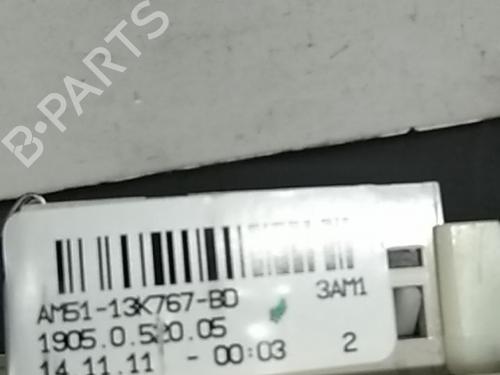 B·PARTS
AM51-13K767-BD
3AM1
1905.0.520.05
14.11.11 - 00:03 2